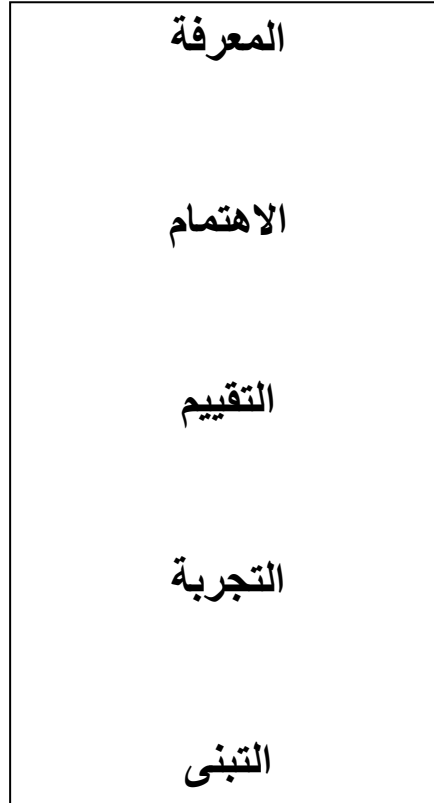 المعرفة
الاهتمام
التقييم
التجربة
التبنى